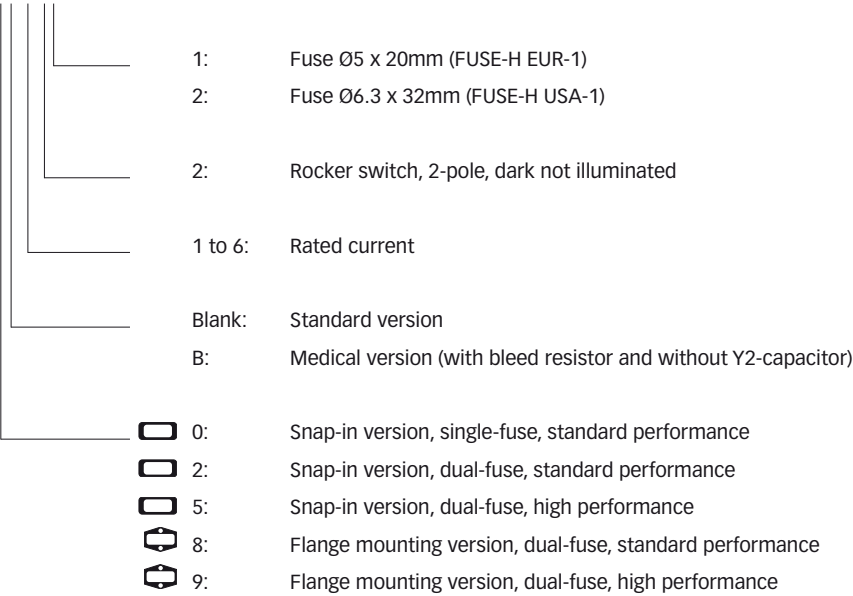 1: Fuse Ø5 x 20mm (FUSE-H EUR-1)
2: Fuse Ø6.3 x 32mm (FUSE-H USA-1)
2: Rocker switch, 2-pole, dark not illuminated
1 to 6: Rated current
Blank: Standard version
B: Medical version (with bleed resistor and without Y2-capacitor)
0: Snap-in version, single-fuse, standard performance
2: Snap-in version, dual-fuse, standard performance
5: Snap-in version, dual-fuse, high performance
8: Flange mounting version, dual-fuse, standard performance
9: Flange mounting version, dual-fuse, high performance